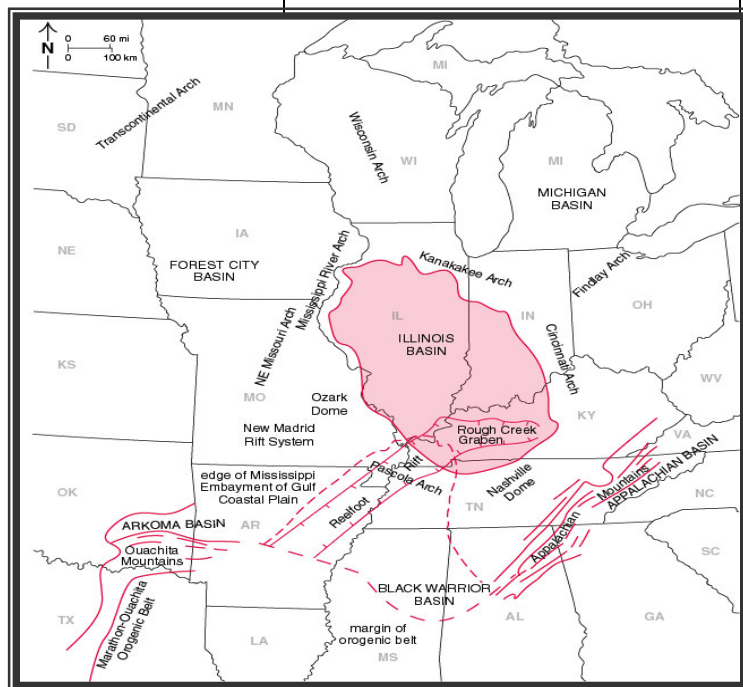 0 60 mi
N
0 100 km
MI
Transcontinental Arch
MN
SD
Wisconsin Arch
WI
MI
MICHIGAN
BASIN
IA
NE
FOREST CITY
BASIN
Mississippi River Arch
Kanakakee Arch
Findlay Arch
OH
IL
IN
ILLINOIS
BASIN
NE Missouri Arch
Cincinnati Arch
KS
WV
MO
Ozark
Dome
KY
New Madrid
Rift System
Rough Creek
Graben
VA
edge of Mississippi
Embayment of Gulf
Coastal Plain
Pascola Arch
Reelfoot Rift
Nashville
Dome
TN
Appalachian Mountains
APPALACHIAN BASIN
OK
NC
ARKOMA BASIN
AR
Ouachita
Mountains
SC
BLACK WARRIOR
BASIN
TX
Marathon-Ouachita
Orogenic Belt
LA
margin of
orogenic belt
MS
AL
GA